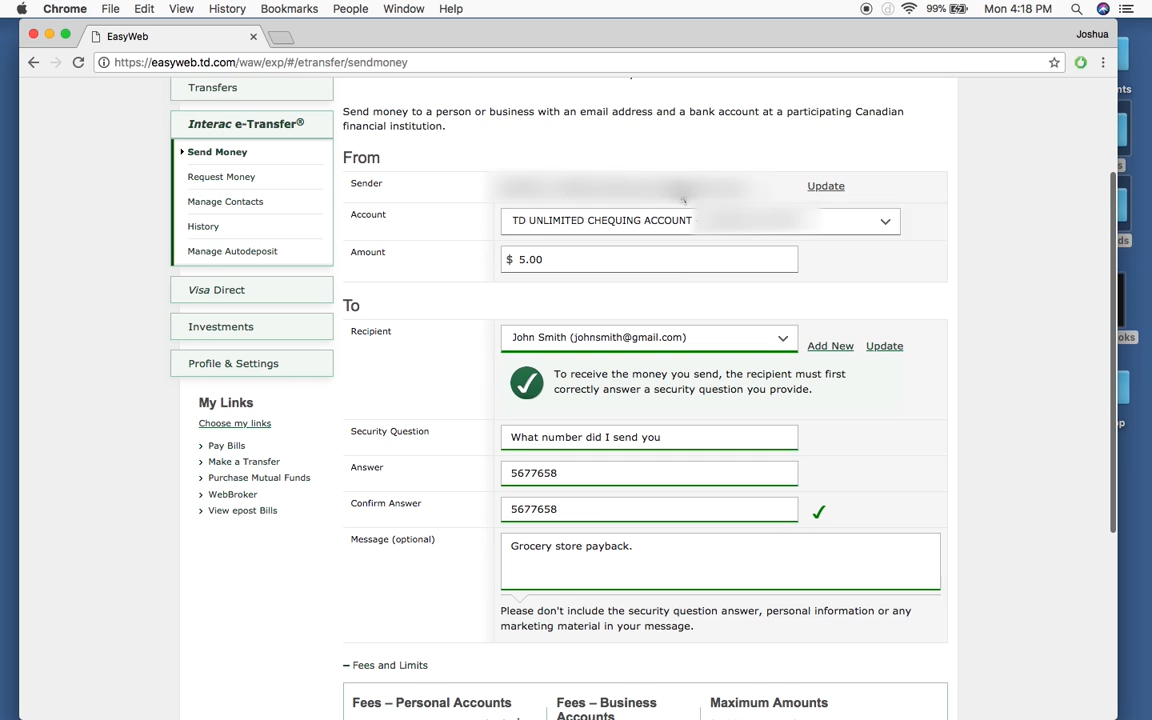 Chrome File Edit View History Bookmarks People Window Help 99% Mon 4:18 PM
EasyWeb Joshua
https://easyweb.td.com/waw/exp/#/etransfer/sendmoney
Transfers
Send money to a person or business with an email address and a bank account at a participating Canadian
financial institution.
Interac e-Transfer®
Send Money
Request Money
Manage Contacts
History
Manage Autodeposit
Visa Direct
Investments
Profile & Settings
My Links
Choose my links
Pay Bills
Make a Transfer
Purchase Mutual Funds
WebBroker
View epost Bills
From
Sender Update
Account TD UNLIMITED CHEQUING ACCOUNT
Amount $ 5.00
To
Recipient John Smith (johnsmith@gmail.com) Add New Update
To receive the money you send, the recipient must first
correctly answer a security question you provide.
Security Question What number did I send you
Answer 5677658
Confirm Answer 5677658
Message (optional) Grocery store payback.
Please don't include the security question answer, personal information or any
marketing material in your message.
Fees and Limits
Fees – Personal Accounts Fees – Business Maximum Amounts
Accounts
nts
s
ds
oks
p